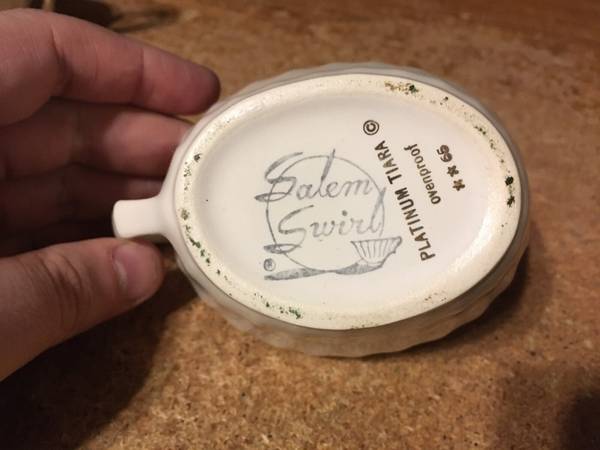 Salem
Swirl
®
©
PLATINUM TIARA
ovenproof
★★65